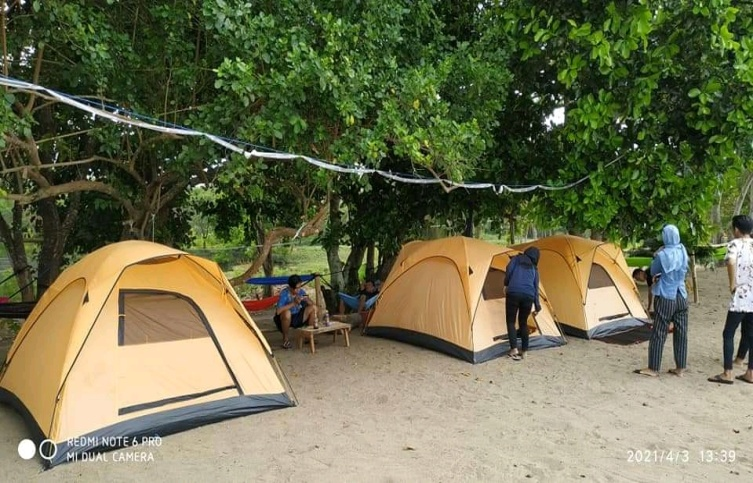 REDMI NOTE 6 PRO
MI DUAL CAMERA
2021/4/3 13:39